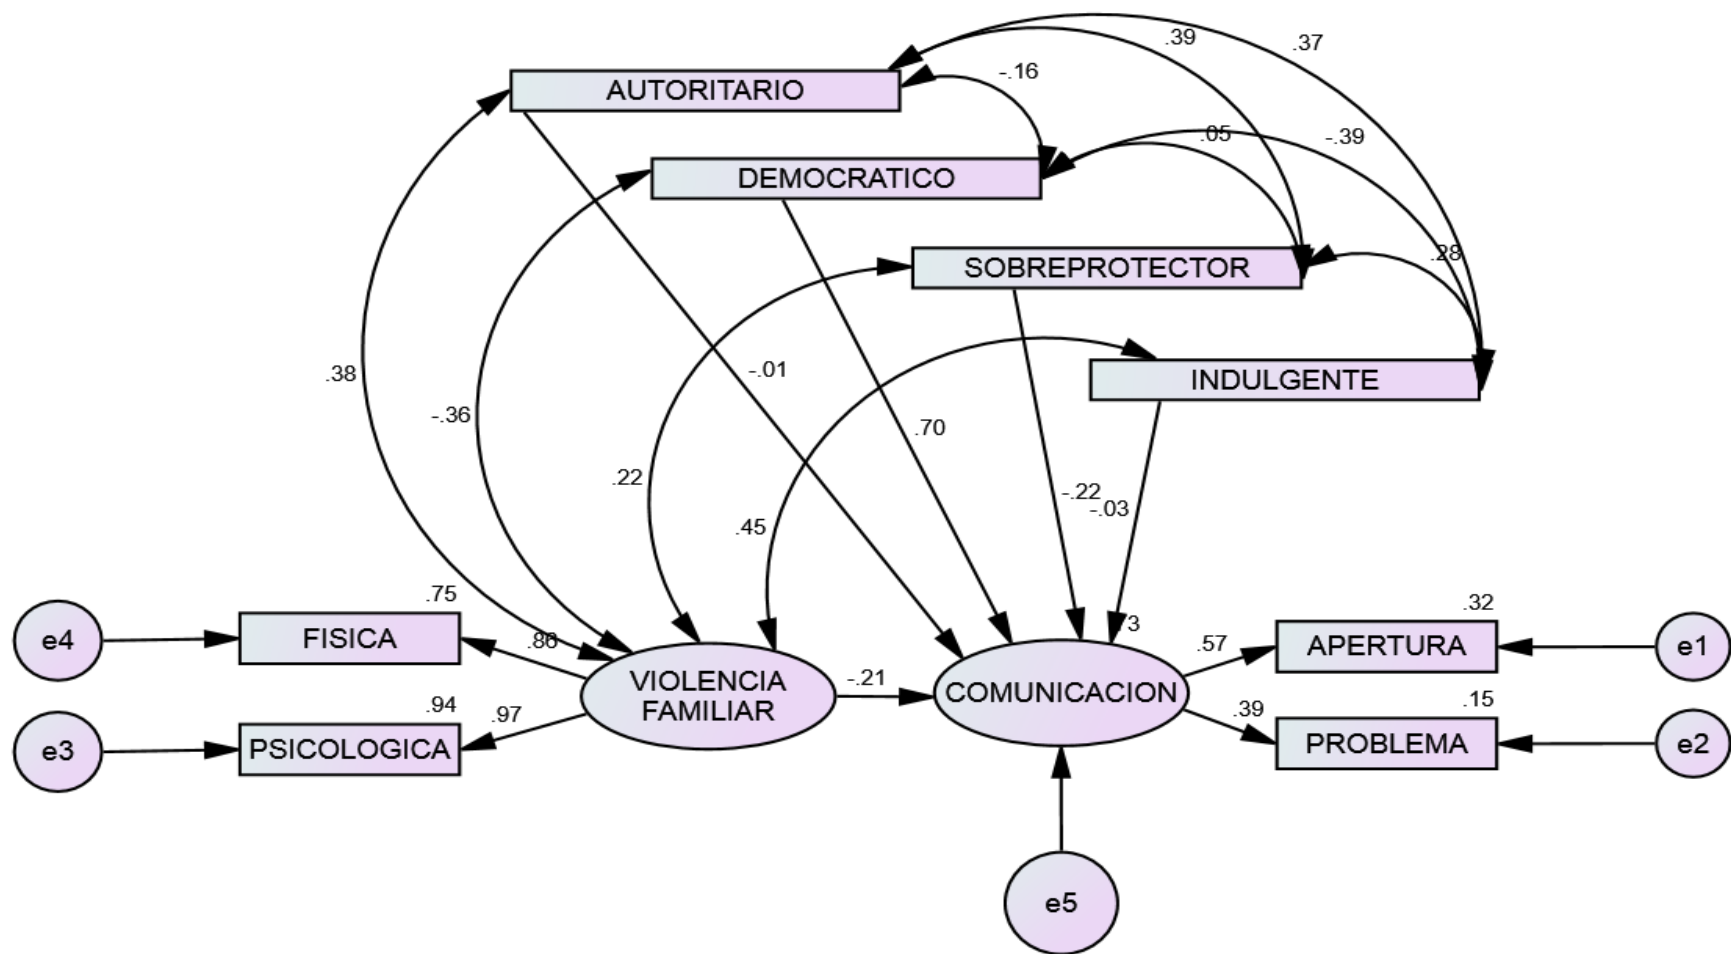 .39
.37
-.16
AUTORITARIO
.05
-.39
DEMOCRATICO
.28
SOBREPROTECTOR
.38
-.01
INDULGENTE
-.36
.70
.22
-.22
-.03
.45
.75
.32
e4
FISICA
.86
.57
APERTURA
e1
VIOLENCIA
FAMILIAR
-.21
COMUNICACION
.94
.97
.39
.15
e3
PSICOLOGICA
PROBLEMA
e2
e5